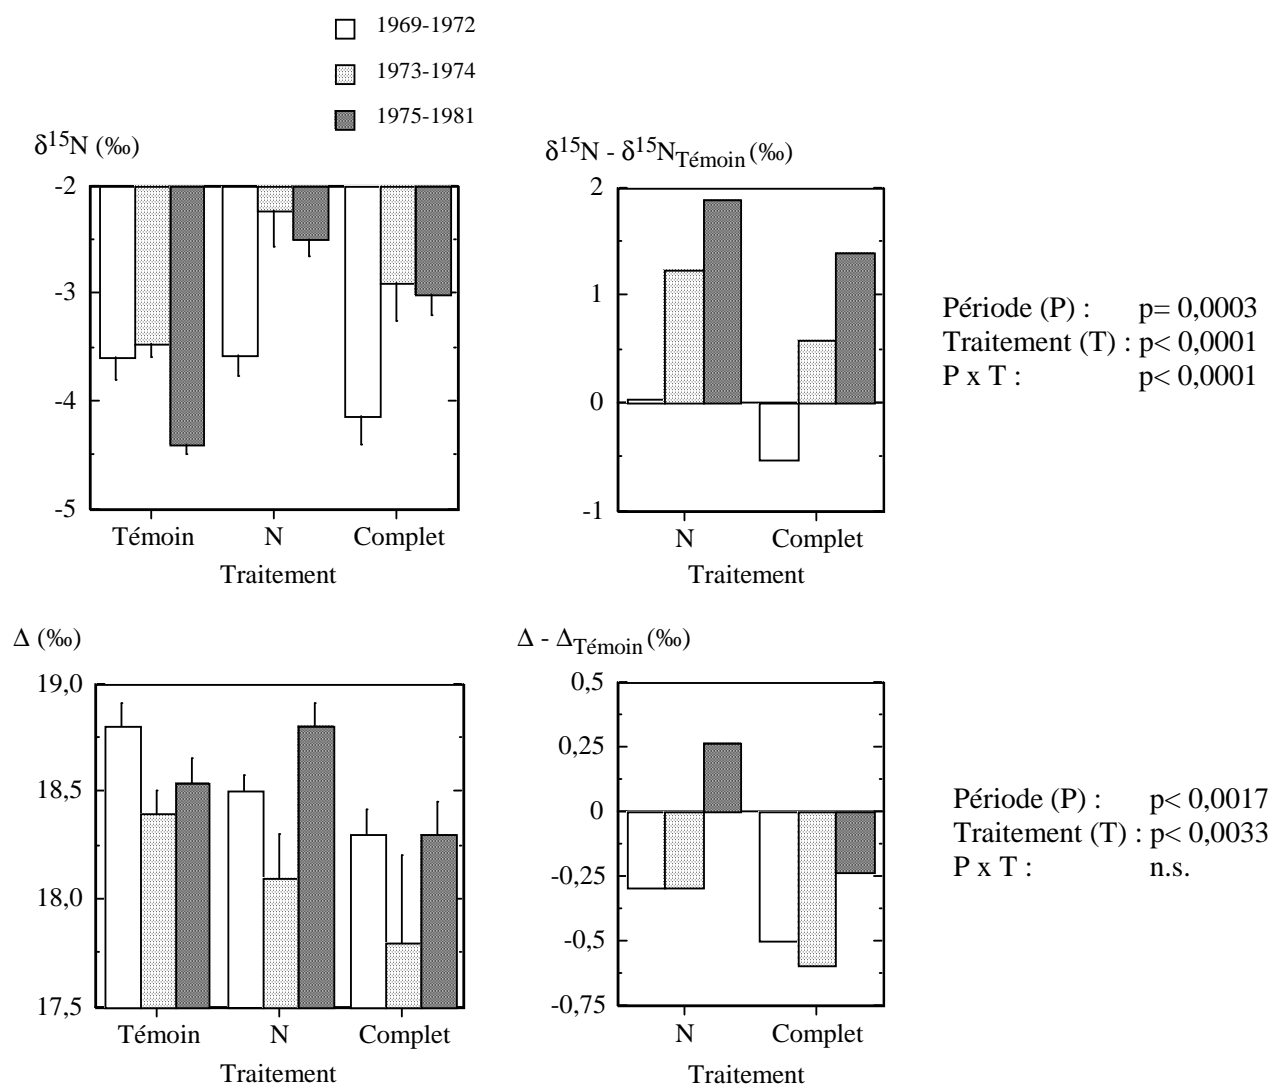 1969-1972
1973-1974
1975-1981
δ15N (‰)
-2
-3
-4
-5
Témoin N Complet
Traitement
δ15N - δ15NTémoin (‰)
2
1
0
-1
N Complet
Traitement
Période (P) : p= 0,0003
Traitement (T) : p< 0,0001
P x T : p< 0,0001
Δ (‰)
19,0
18,5
18,0
17,5
Témoin N Complet
Traitement
Δ - ΔTémoin (‰)
0,5
0,25
0
-0,25
-0,5
-0,75
N Complet
Traitement
Période (P) : p< 0,0017
Traitement (T) : p< 0,0033
P x T : n.s.